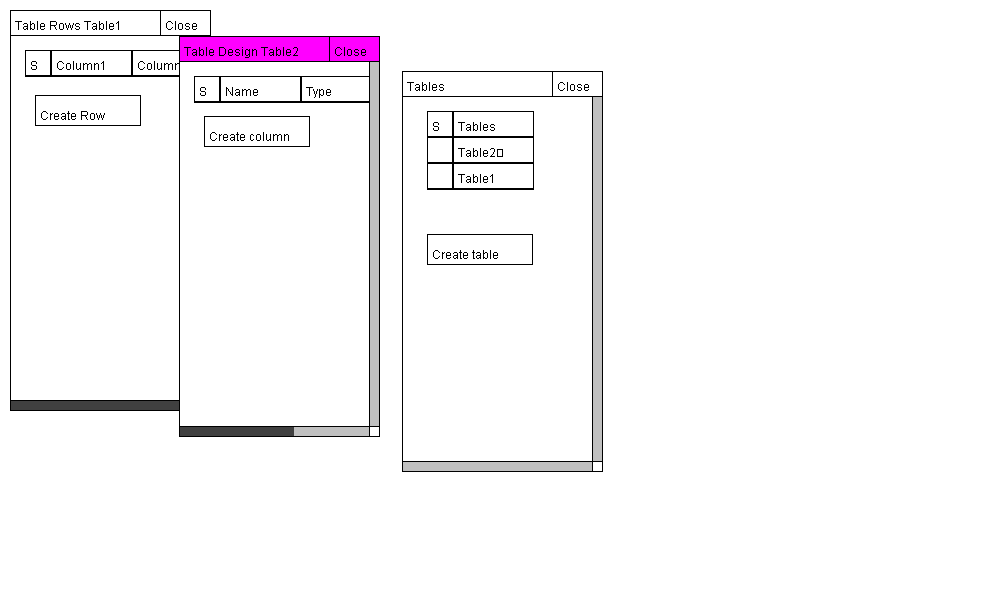 Table Rows Table1 Close
S Column1 Column
Create Row
Table Design Table2 Close
S Name Type
Create column
Tables Close
S Tables
Table2▯
Table1
Create table